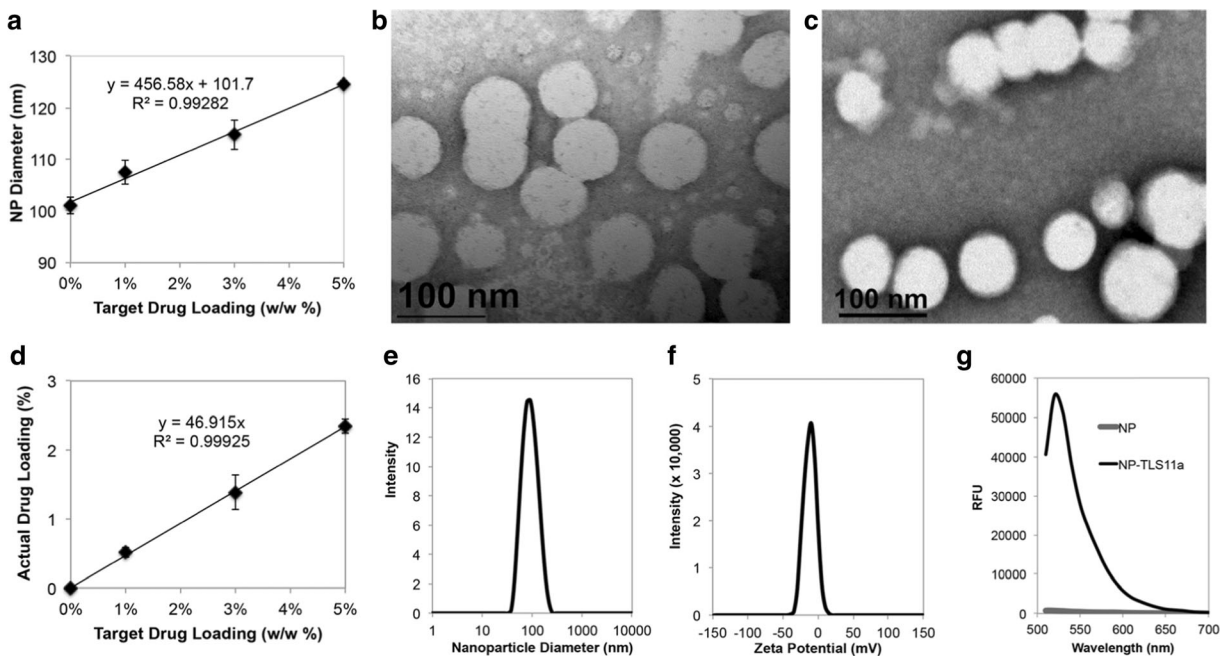 a
130
120
110
100
90
NP Diameter (nm)
y = 456.58x + 101.7
R² = 0.99282
0% 1% 2% 3% 4% 5%
Target Drug Loading (w/w %)
b
100 nm
c
100 nm
d
3
2
1
0
Actual Drug Loading (%)
y = 46.915x
R² = 0.99925
0% 1% 2% 3% 4% 5%
Target Drug Loading (w/w %)
e
16
14
12
10
8
6
4
2
0
Intensity
1 10 100 1000 10000
Nanoparticle Diameter (nm)
f
5
4
3
2
1
0
Intensity (x 10,000)
-150 -100 -50 0 50 100 150
Zeta Potential (mV)
g
60000
50000
40000
30000
20000
10000
0
RFU
NP
NP-TLS11a
500 550 600 650 700
Wavelength (nm)